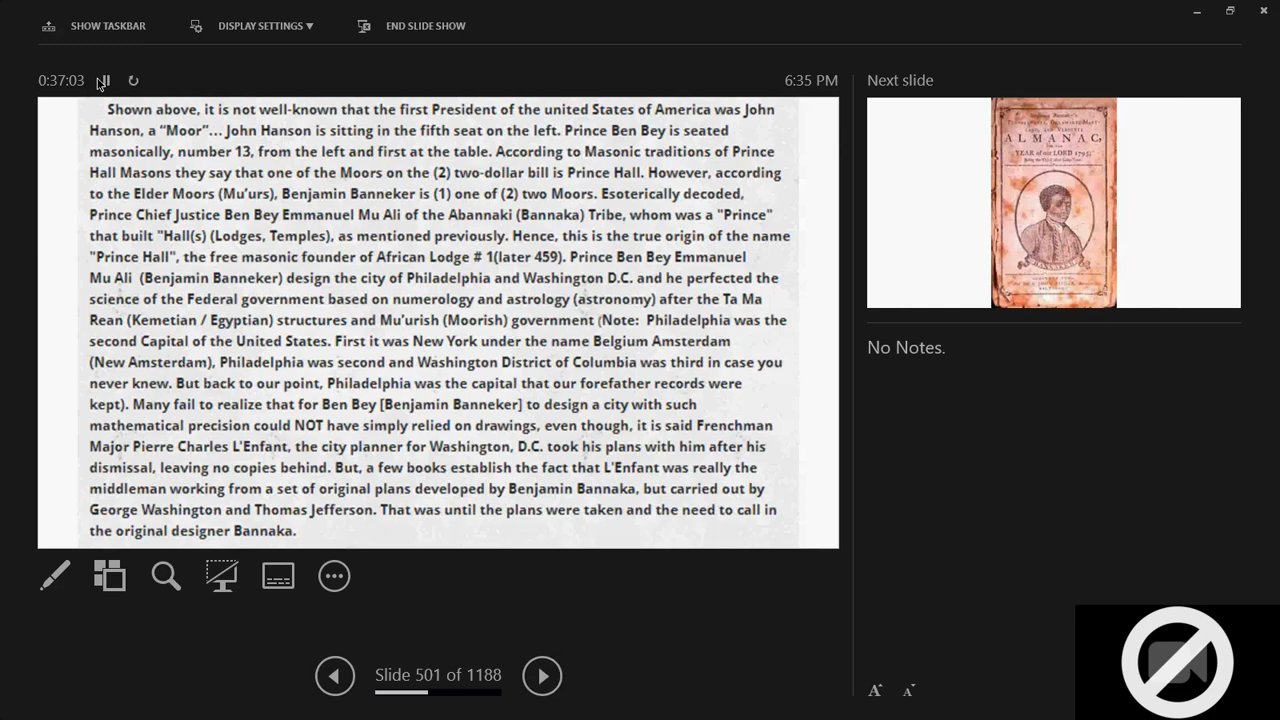 SHOW TASKBAR
DISPLAY SETTINGS ▼
END SLIDE SHOW
0:37:03
6:35 PM
Shown above, it is not well-known that the first President of the united States of America was John
Hanson, a “Moor”... John Hanson is sitting in the fifth seat on the left. Prince Ben Bey is seated
masonically, number 13, from the left of first at the table. According to Masonic traditions of Prince
Hall Masons they say that one of the Moors on the (2) two-dollar bill is Prince Hall. However, according
to the Elder Moors (Mu’urs), Benjamin Banneker is (1) one of (2) two Moors. Esoterically decoded,
Prince Chief Justice Ben Bey Emmanuel Mu Ali of the Abannaki (Bannaka) Tribe, whom was a "Prince"
that built "Hall(s) (Lodges, Temples), as mentioned previously. Hence, this is the true origin of the name
"Prince Hall", the free masonic founder of African Lodge # 1(later 459). Prince Ben Bey Emmanuel
Mu Ali (Benjamin Banneker) design the city of Philadelphia and Washington D.C. and he perfected the
science of the Federal government based on numerology and astrology (astronomy) after the Ta Ma
Rean (Kemetian / Egyptian) structures and Mu’urish (Moorish) government (Note: Philadelphia was the
second Capital of the United States. First it was New York under the name Belgium Amsterdam
(New Amsterdam), Philadelphia was second and Washington District of Columbia was third in case you
never knew. But back to our point, Philadelphia was the capital that our forefather records were
kept). Many fail to realize that for Ben Bey [Benjamin Banneker] to design a city with such
mathematical precision could NOT have simply relied on drawings, even though, it is said Frenchman
Major Pierre Charles L'Enfant, the city planner for Washington, D.C. took his plans with him after his
dismissal, leaving no copies behind. But, a few books establish the fact that L'Enfant was really the
middleman working from a set of original plans developed by Benjamin Bannaka, but carried out by
George Washington and Thomas Jefferson. That was until the plans were taken and the need to call in
the original designer Bannaka.
Next slide
ALMANAC,
YEAR of our LORD 1795;
No Notes.
Slide 501 of 1188
A
A